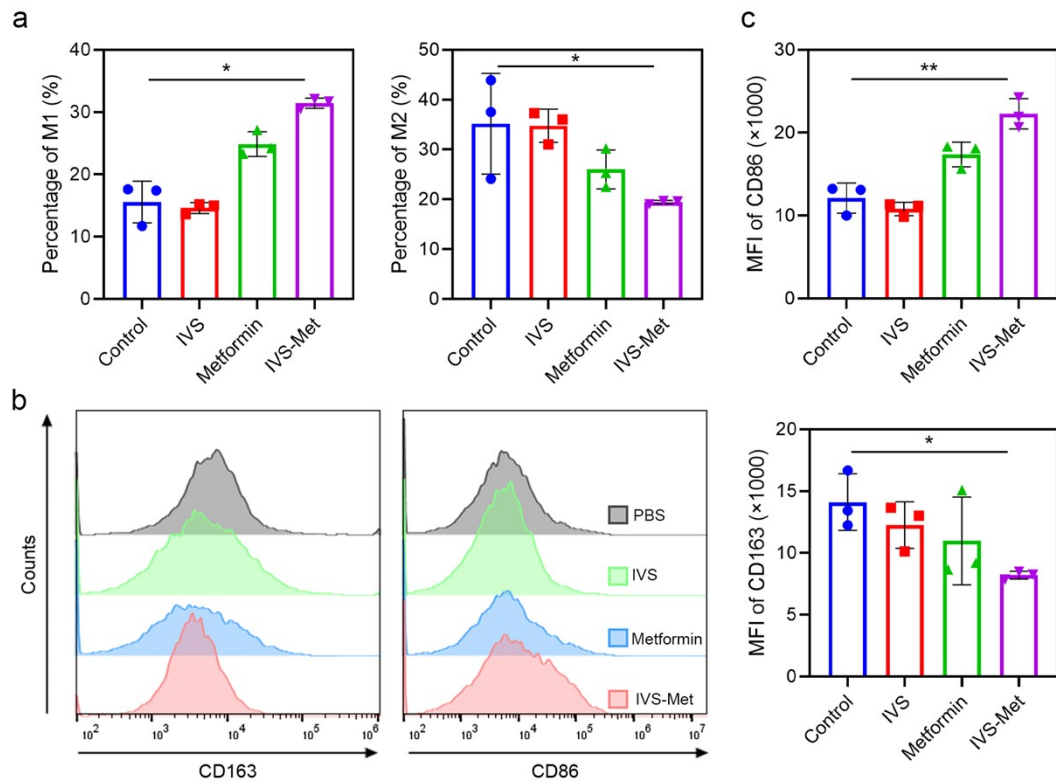 a
Percentage of M1 (%)
40
30
20
10
0
*
Control
IVS
Metformin
IVS-Met
Percentage of M2 (%)
50
40
30
20
10
0
*
Control
IVS
Metformin
IVS-Met
c
MFI of CD86 (×1000)
30
20
10
0
**
Control
IVS
Metformin
IVS-Met
b
Counts
10² 10³ 10⁴ 10⁵ 10⁶
CD163
PBS
IVS
Metformin
IVS-Met
10² 10³ 10⁴ 10⁵ 10⁶ 10⁷
CD86
MFI of CD163 (×1000)
20
15
10
5
0
*
Control
IVS
Metformin
IVS-Met